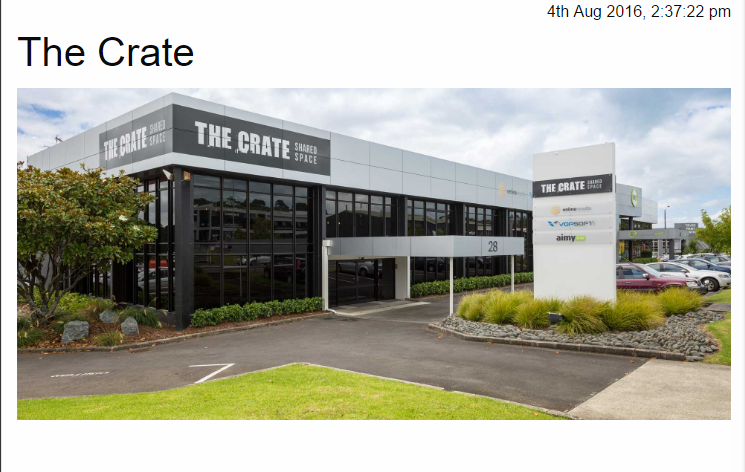 4th Aug 2016, 2:37:22 pm
The Crate
THE CRATE
SHARED
SPACE
THE CRATE
SHARED
SPACE
THE CRATE
SHARED
SPACE
VOPSOFT
aimy
28